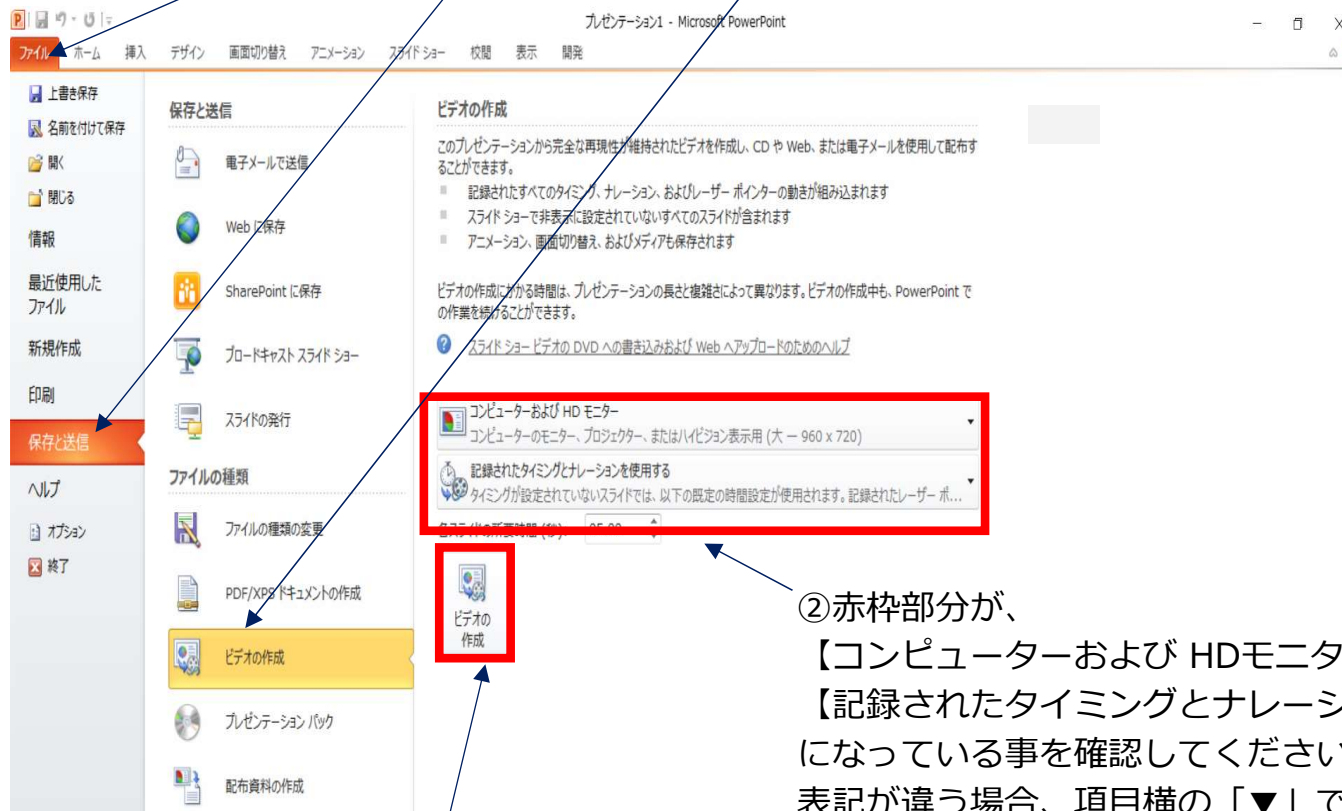 プレゼンテーション1 - Microsoft PowerPoint
ファイル ホーム 挿入 デザイン 画面切り替え アニメーション スライド ショー 校閲 表示 開発
上書き保存
名前を付けて保存
開く
閉じる
情報
最近使用した
ファイル
新規作成
印刷
保存と送信
ヘルプ
オプション
終了
保存と送信
電子メールで送信
Web に保存
SharePoint に保存
ブロードキャスト スライド ショー
スライドの発行
ファイルの種類
ファイルの種類の変更
PDF/XPS ドキュメントの作成
ビデオの作成
プレゼンテーション パック
配布資料の作成
ビデオの作成
このプレゼンテーションから完全な再現性が維持されたビデオを作成し、CD や Web、または電子メールを使用して配布す
ることができます。
記録されたすべてのタイミング、ナレーション、およびレーザー ポインターの動きが組み込まれます
スライド ショーで非表示に設定されていないすべてのスライドが含まれます
アニメーション、画面切り替え、およびメディアも保存されます
ビデオの作成にかかる時間は、プレゼンテーションの長さと複雑さによって異なります。ビデオの作成中も、PowerPoint で
の作業を続けることができます。
スライド ショー ビデオの DVD への書き込みおよび Web へアップロードのためのヘルプ
コンピューターおよび HD モニター
コンピューターのモニター、プロジェクター、またはハイビジョン表示用 (大 － 960 x 720)
記録されたタイミングとナレーションを使用する
タイミングが設定されていないスライドでは、以下の既定の時間設定が使用されます。記録されたレーザー ポ...
各スライドの所要時間 (秒): 05.00
ビデオの
作成
②赤枠部分が、
【コンピューターおよび HDモニタ
【記録されたタイミングとナレーシ
になっている事を確認してください
表記が違う場合、項目横の「▼」で